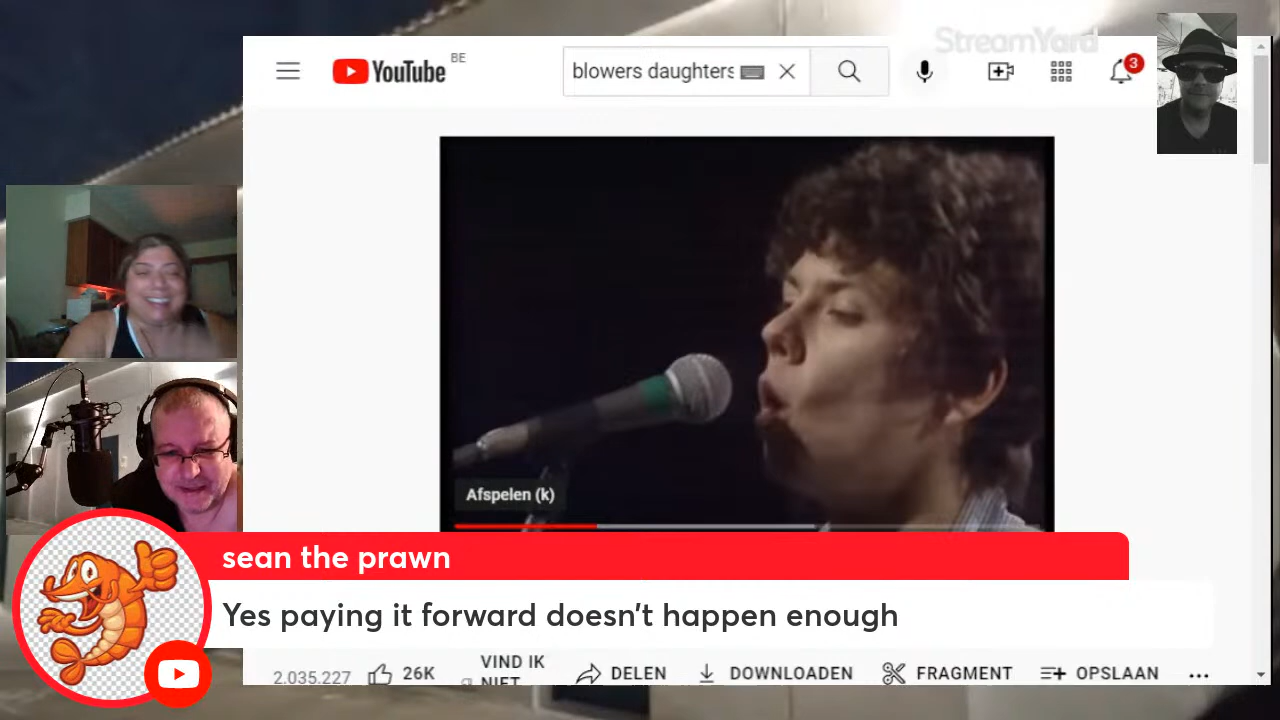 StreamYard
YouTube BE
blowers daughters
3
Afspelen (k)
sean the prawn
Yes paying it forward doesn't happen enough
2.035.227 26K VIND IK NIET DELEN DOWNLOADEN FRAGMENT OPSLAAN